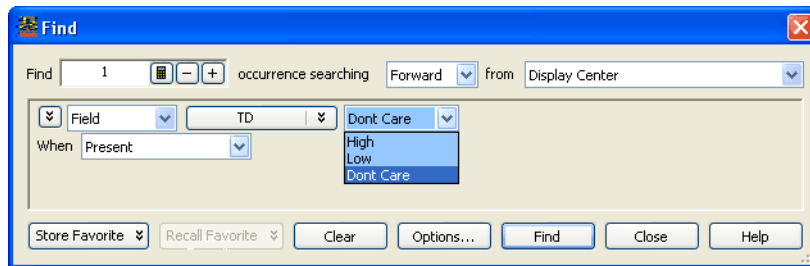 Find
Find 1 − + occurrence searching Forward from Display Center
Field TD Dont Care
When Present
High
Low
Dont Care
Store Favorite Recall Favorite Clear Options... Find Close Help